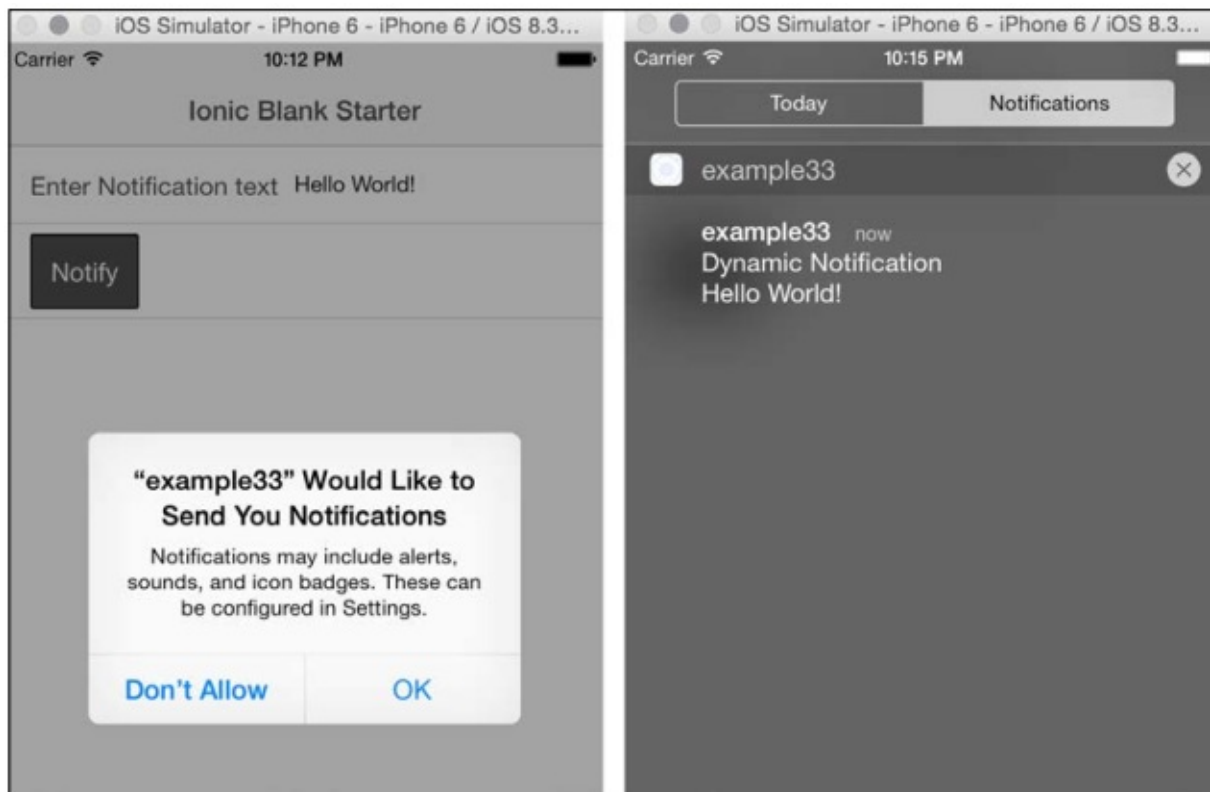 iOS Simulator - iPhone 6 - iPhone 6 / iOS 8.3...
Carrier 10:12 PM
Ionic Blank Starter
Enter Notification text Hello World!
Notify
“example33” Would Like to
Send You Notifications
Notifications may include alerts,
sounds, and icon badges. These can
be configured in Settings.
Don't Allow OK
iOS Simulator - iPhone 6 - iPhone 6 / iOS 8.3...
Carrier 10:15 PM
Today Notifications
example33
example33 now
Dynamic Notification
Hello World!